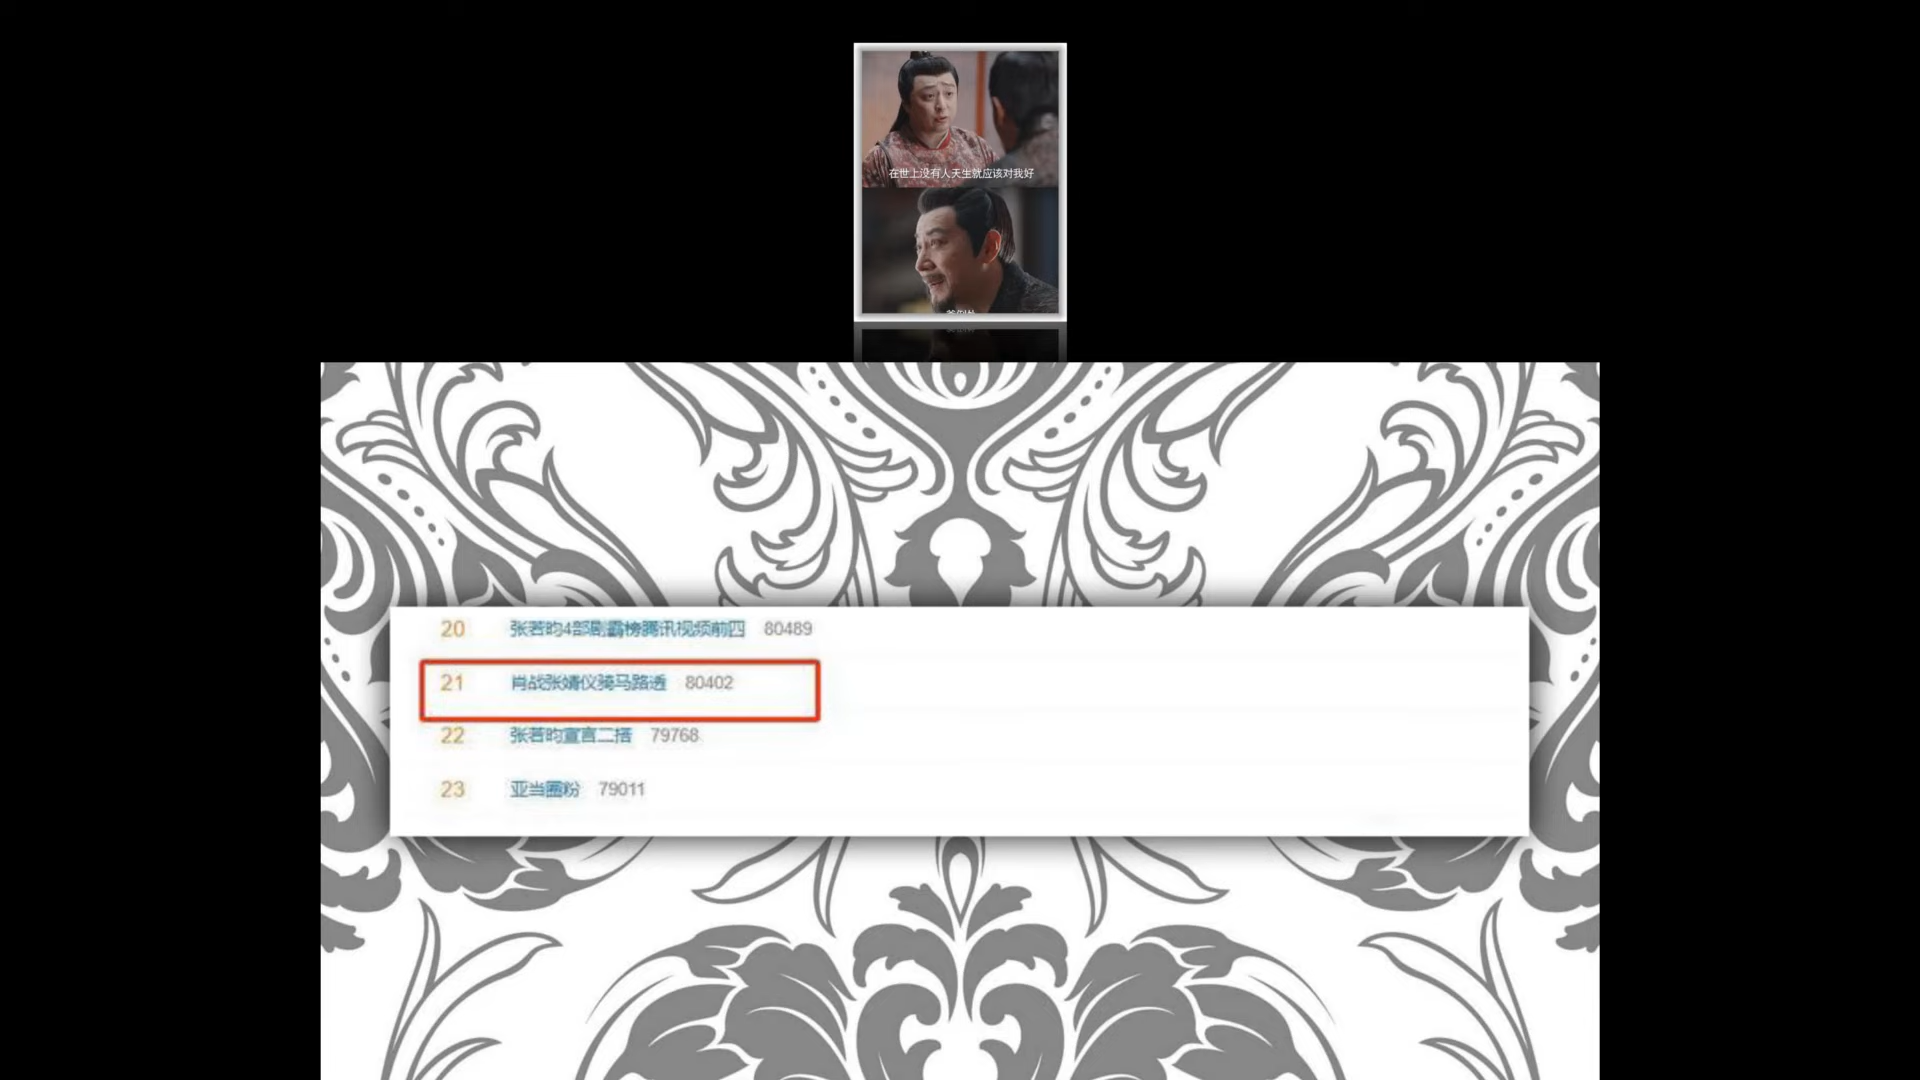 在世上没有人天生就应该对我好
20 张若昀4部剧霸榜腾讯视频前四 80489
21 肖战张婧仪骑马路透 80402
22 张若昀宣言二搭 79768
23 亚当圈粉 79011